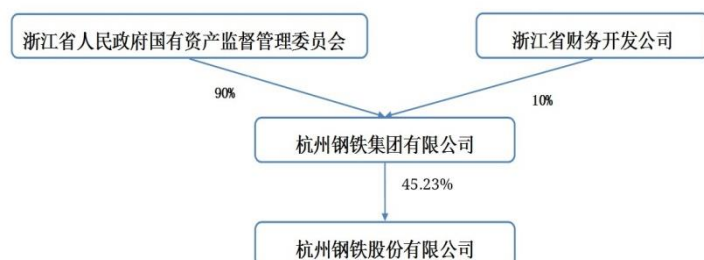 浙江省人民政府国有资产监督管理委员会
浙江省财务开发公司
90%
10%
杭州钢铁集团有限公司
45.23%
杭州钢铁股份有限公司